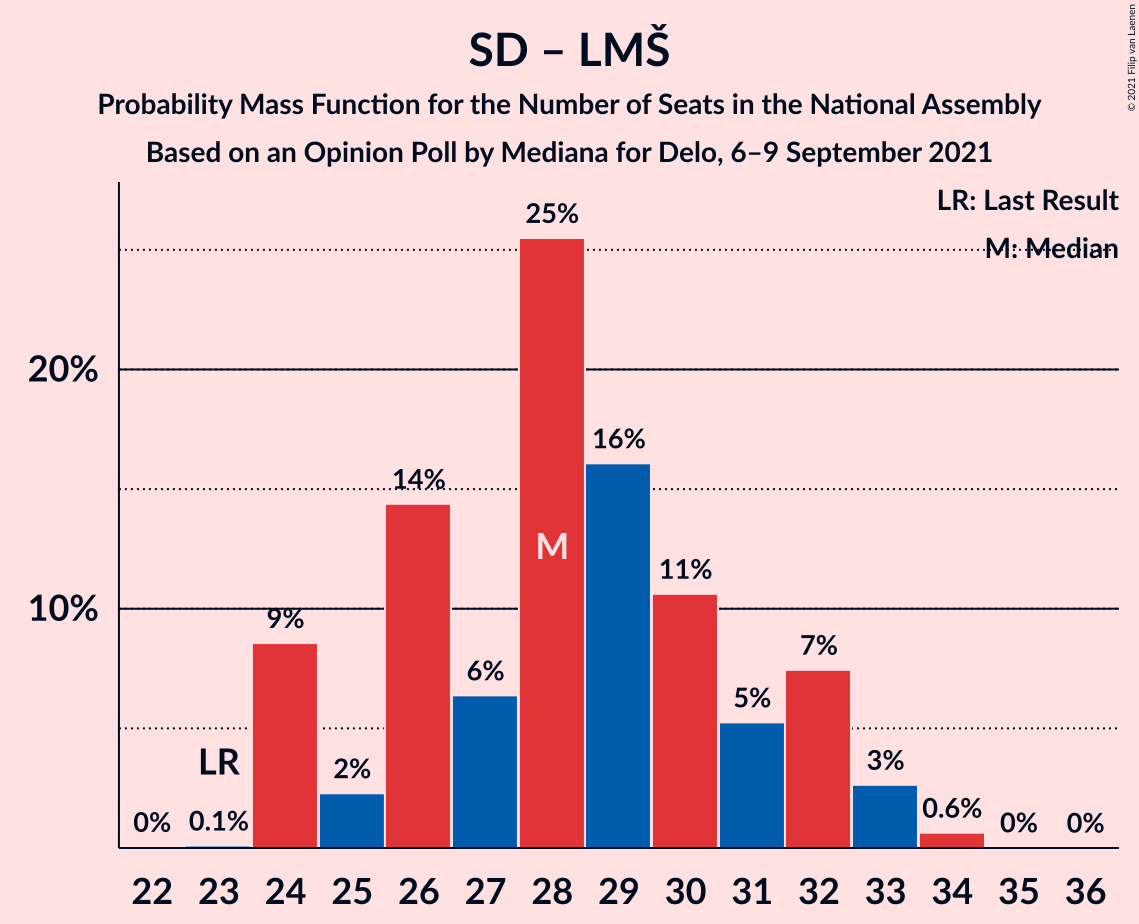 SD – LMŠ
Probability Mass Function for the Number of Seats in the National Assembly
Based on an Opinion Poll by Mediana for Delo, 6–9 September 2021
© 2021 Filip van Laenen
LR: Last Result
M: Median
25%
20%
16%
14%
M
11%
10%
9%
7%
6%
5%
LR
2%
3%
0%
0.1%
0.6%
0%
0%
22 23 24 25 26 27 28 29 30 31 32 33 34 35 36